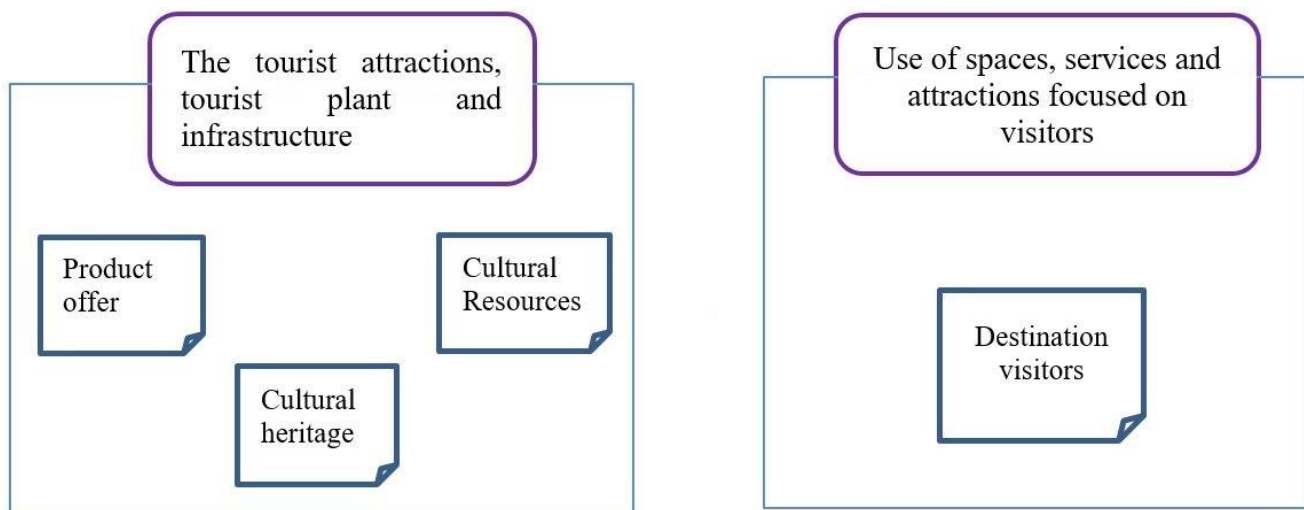 The tourist attractions,
tourist plant and
infrastructure
Product
offer
Cultural
Resources
Cultural
heritage
Use of spaces, services and
attractions focused on
visitors
Destination
visitors